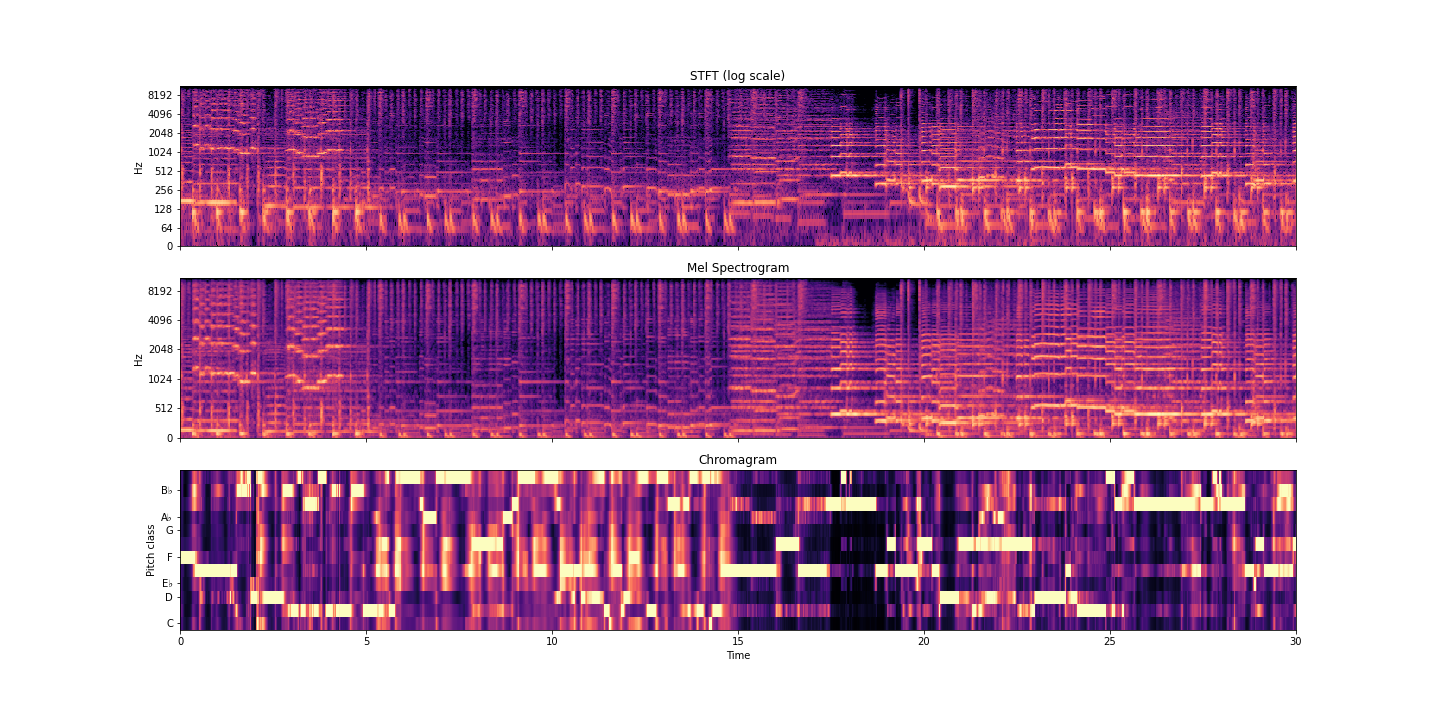 STFT (log scale)
8192
4096
2048
1024
512
256
128
64
0
Hz
Mel Spectrogram
8192
4096
2048
1024
512
0
Hz
Chromagram
B♭
A♭
G
F
E♭
D
C
Pitch class
0 5 10 15 20 25 30
Time